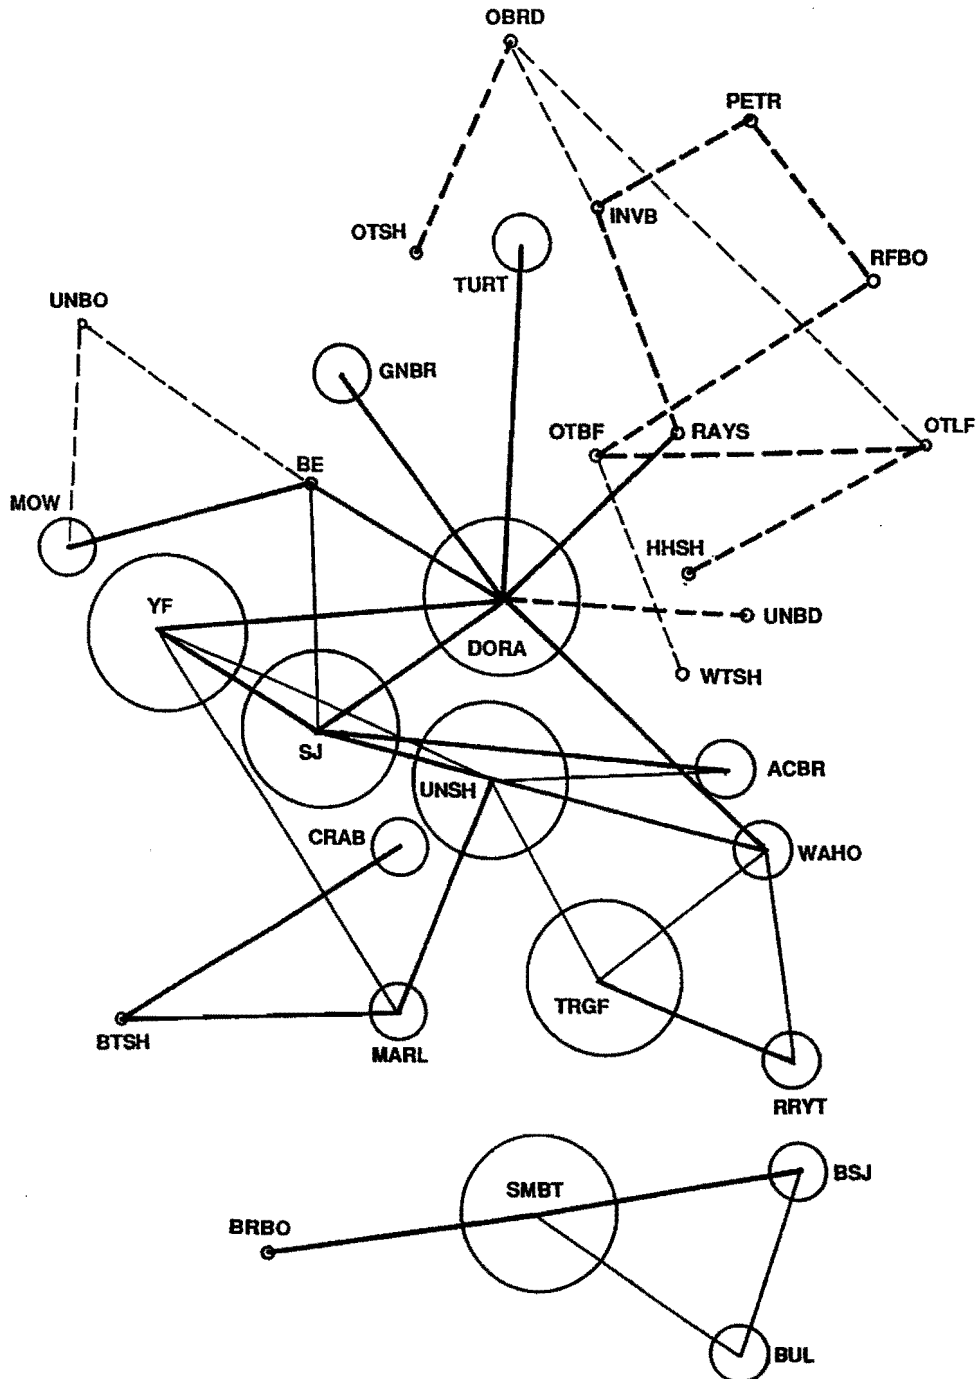 OBRD
PETR
INVB
OTSH
RFBO
TURT
UNBO
GNBR
OTBF
RAYS
OTLF
BE
MOW
HHSH
YF
UNBD
DORA
WTSH
SJ
ACBR
UNSH
CRAB
WAHO
TRGF
BTSH
MARL
RRYT
BSJ
SMBT
BRBO
BUL